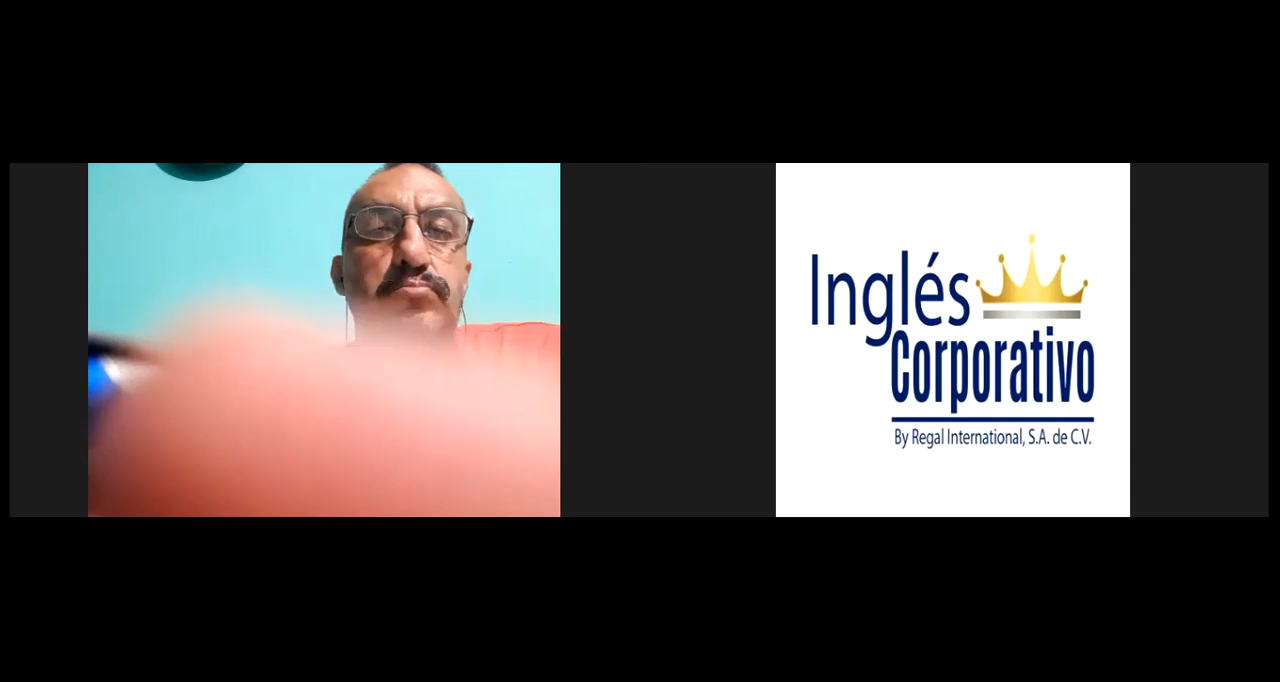 Inglés
Corporativo
By Regal International, S.A. de C.V.